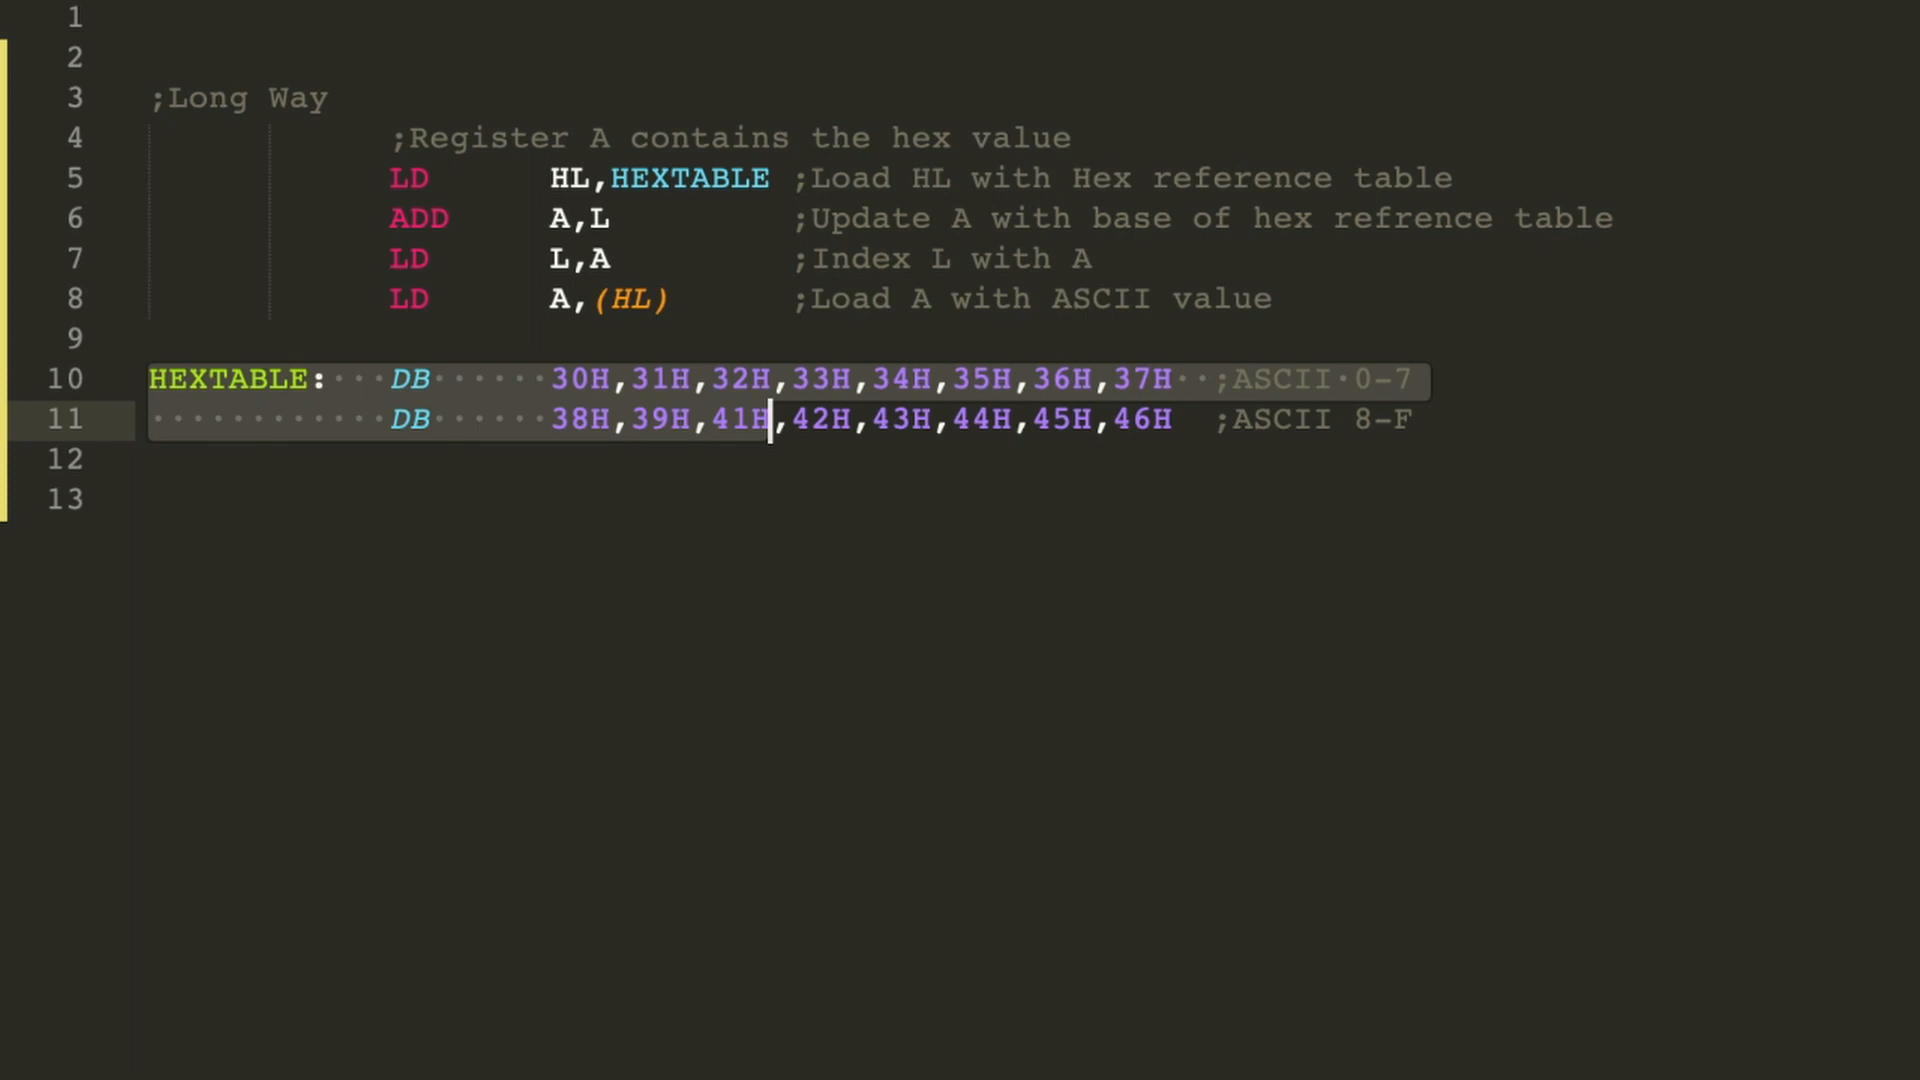 1
2
3 ;Long Way
4 ;Register A contains the hex value
5 LD HL,HEXTABLE ;Load HL with Hex reference table
6 ADD A,L ;Update A with base of hex refrence table
7 LD L,A ;Index L with A
8 LD A,(HL) ;Load A with ASCII value
9
10 HEXTABLE: DB 30H,31H,32H,33H,34H,35H,36H,37H ;ASCII 0-7
11 DB 38H,39H,41H,42H,43H,44H,45H,46H ;ASCII 8-F
12
13